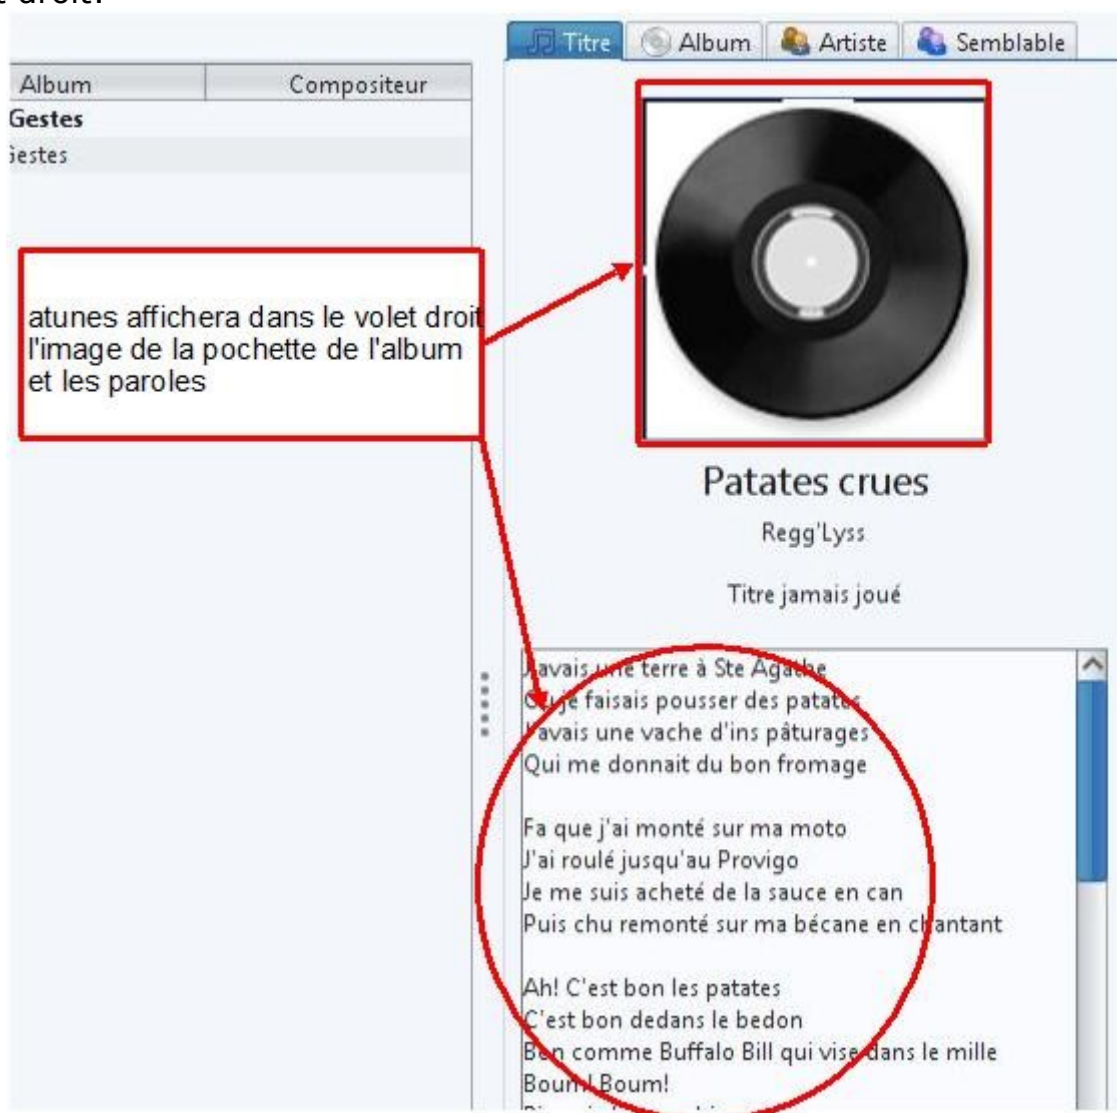 t droit.
Titre Album Artiste Semblable
Album Compositeur
Gestes
Gestes
atunes affichera dans le volet droit
l'image de la pochette de l'album
et les paroles
Patates crues
Regg'Lyss
Titre jamais joué
J'avais une terre à Ste Agathe
Où je faisais pousser des patates
J'avais une vache d'ins pâturages
Qui me donnait du bon fromage
Fa que j'ai monté sur ma moto
J'ai roulé jusqu'au Provigo
Je me suis acheté de la sauce en can
Puis chu remonté sur ma bécane en chantant
Ah! C'est bon les patates
C'est bon dedans le bedon
Bon comme Buffalo Bill qui vise dans le mille
Boum! Boum!